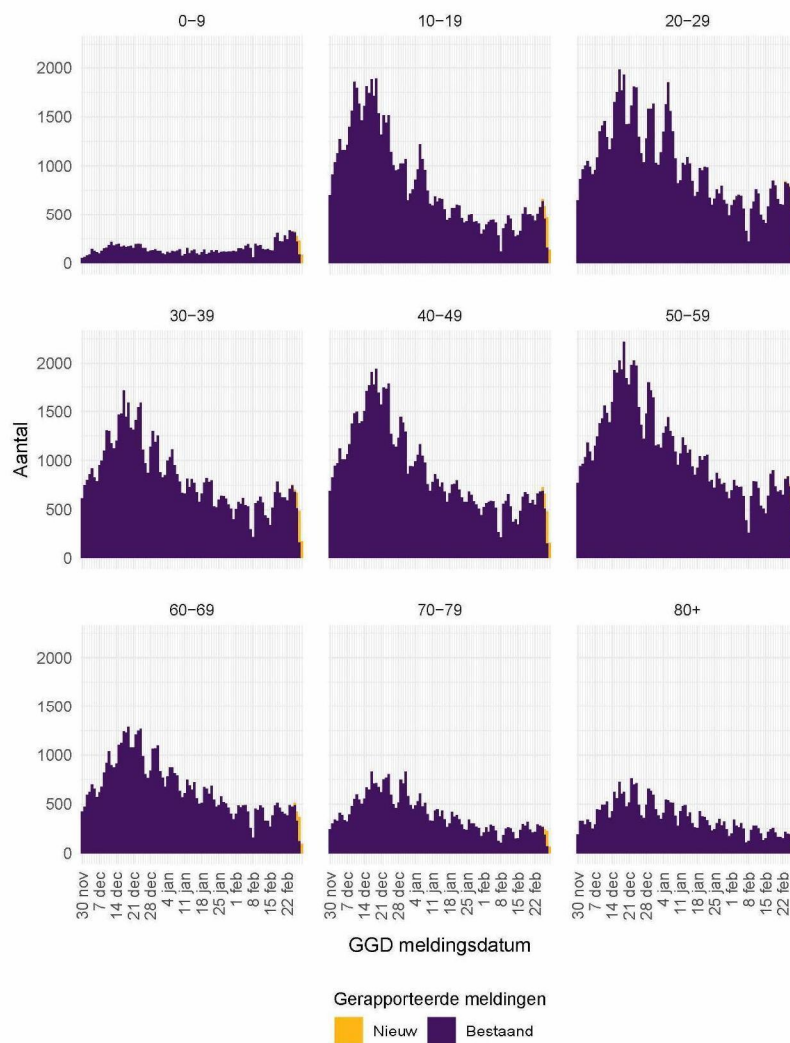 0−9
10−19
20−29
2000
1500
1000
500
0
30−39
40−49
50−59
2000
1500
1000
500
0
Aantal
60−69
70−79
80+
2000
1500
1000
500
0
30 nov
7 dec
14 dec
21 dec
28 dec
4 jan
11 jan
18 jan
25 jan
1 feb
8 feb
15 feb
22 feb
30 nov
7 dec
14 dec
21 dec
28 dec
4 jan
11 jan
18 jan
25 jan
1 feb
8 feb
15 feb
22 feb
30 nov
7 dec
14 dec
21 dec
28 dec
4 jan
11 jan
18 jan
25 jan
1 feb
8 feb
15 feb
22 feb
GGD meldingsdatum
Gerapporteerde meldingen
Nieuw
Bestaand